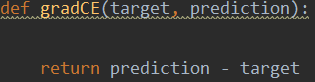 def gradCE(target, prediction):
return prediction - target